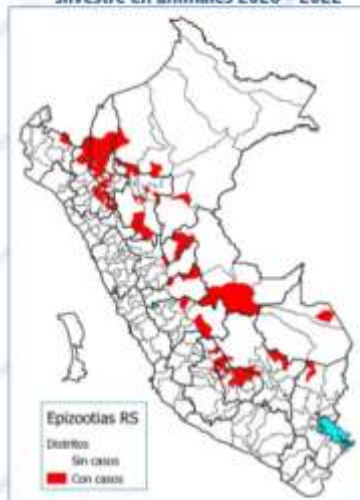 silvestre en animales 2020 - 2022
Epizootias RS
Distritos
Sin casos
Con casos